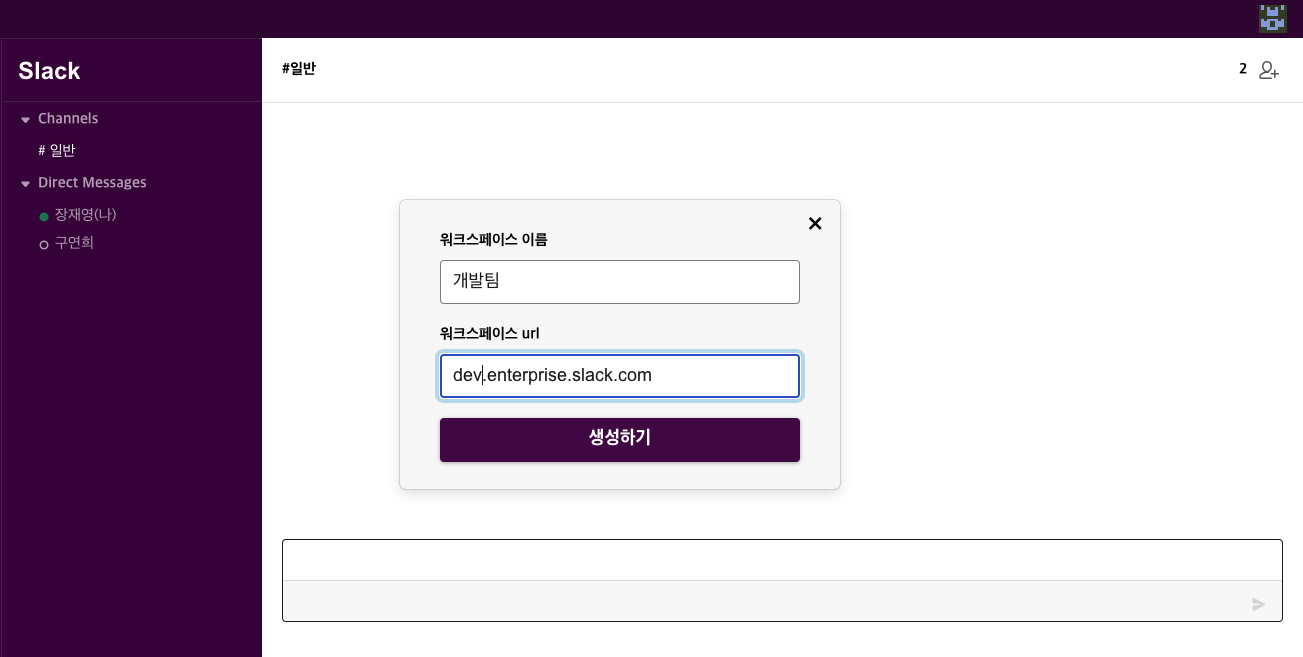 Slack
Channels
# 일반
Direct Messages
장재영(나)
구연희
#일반
2
워크스페이스 이름
개발팀
워크스페이스 url
dev.enterprise.slack.com
생성하기